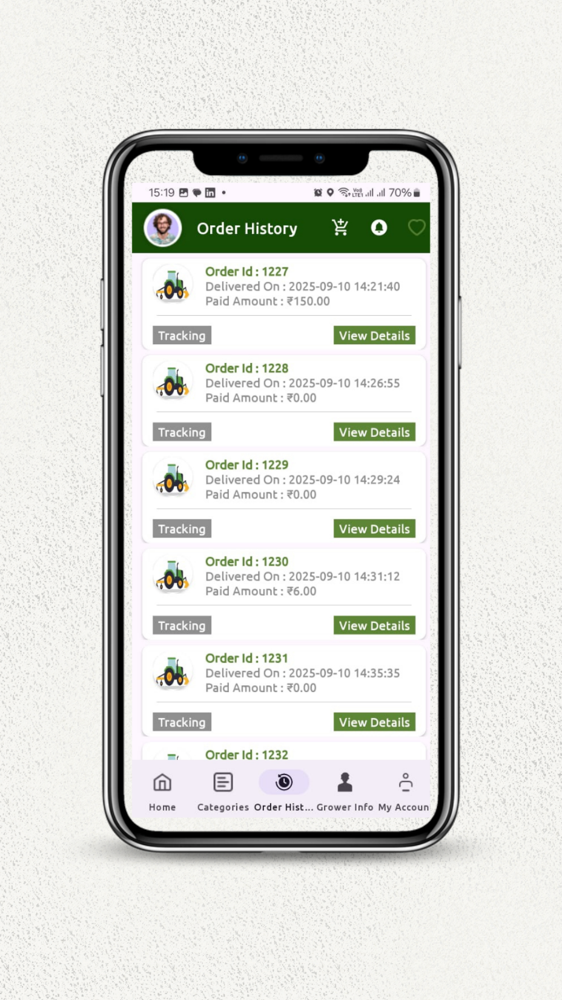 15:19
Vo))
LTE1
70%
Order History
Order Id : 1227
Delivered On : 2025-09-10 14:21:40
Paid Amount : ₹150.00
Tracking
View Details
Order Id : 1228
Delivered On : 2025-09-10 14:26:55
Paid Amount : ₹0.00
Tracking
View Details
Order Id : 1229
Delivered On : 2025-09-10 14:29:24
Paid Amount : ₹0.00
Tracking
View Details
Order Id : 1230
Delivered On : 2025-09-10 14:31:12
Paid Amount : ₹6.00
Tracking
View Details
Order Id : 1231
Delivered On : 2025-09-10 14:35:35
Paid Amount : ₹0.00
Tracking
View Details
Order Id : 1232
Home
Categories
Order Hist...
Grower Info
My Accoun